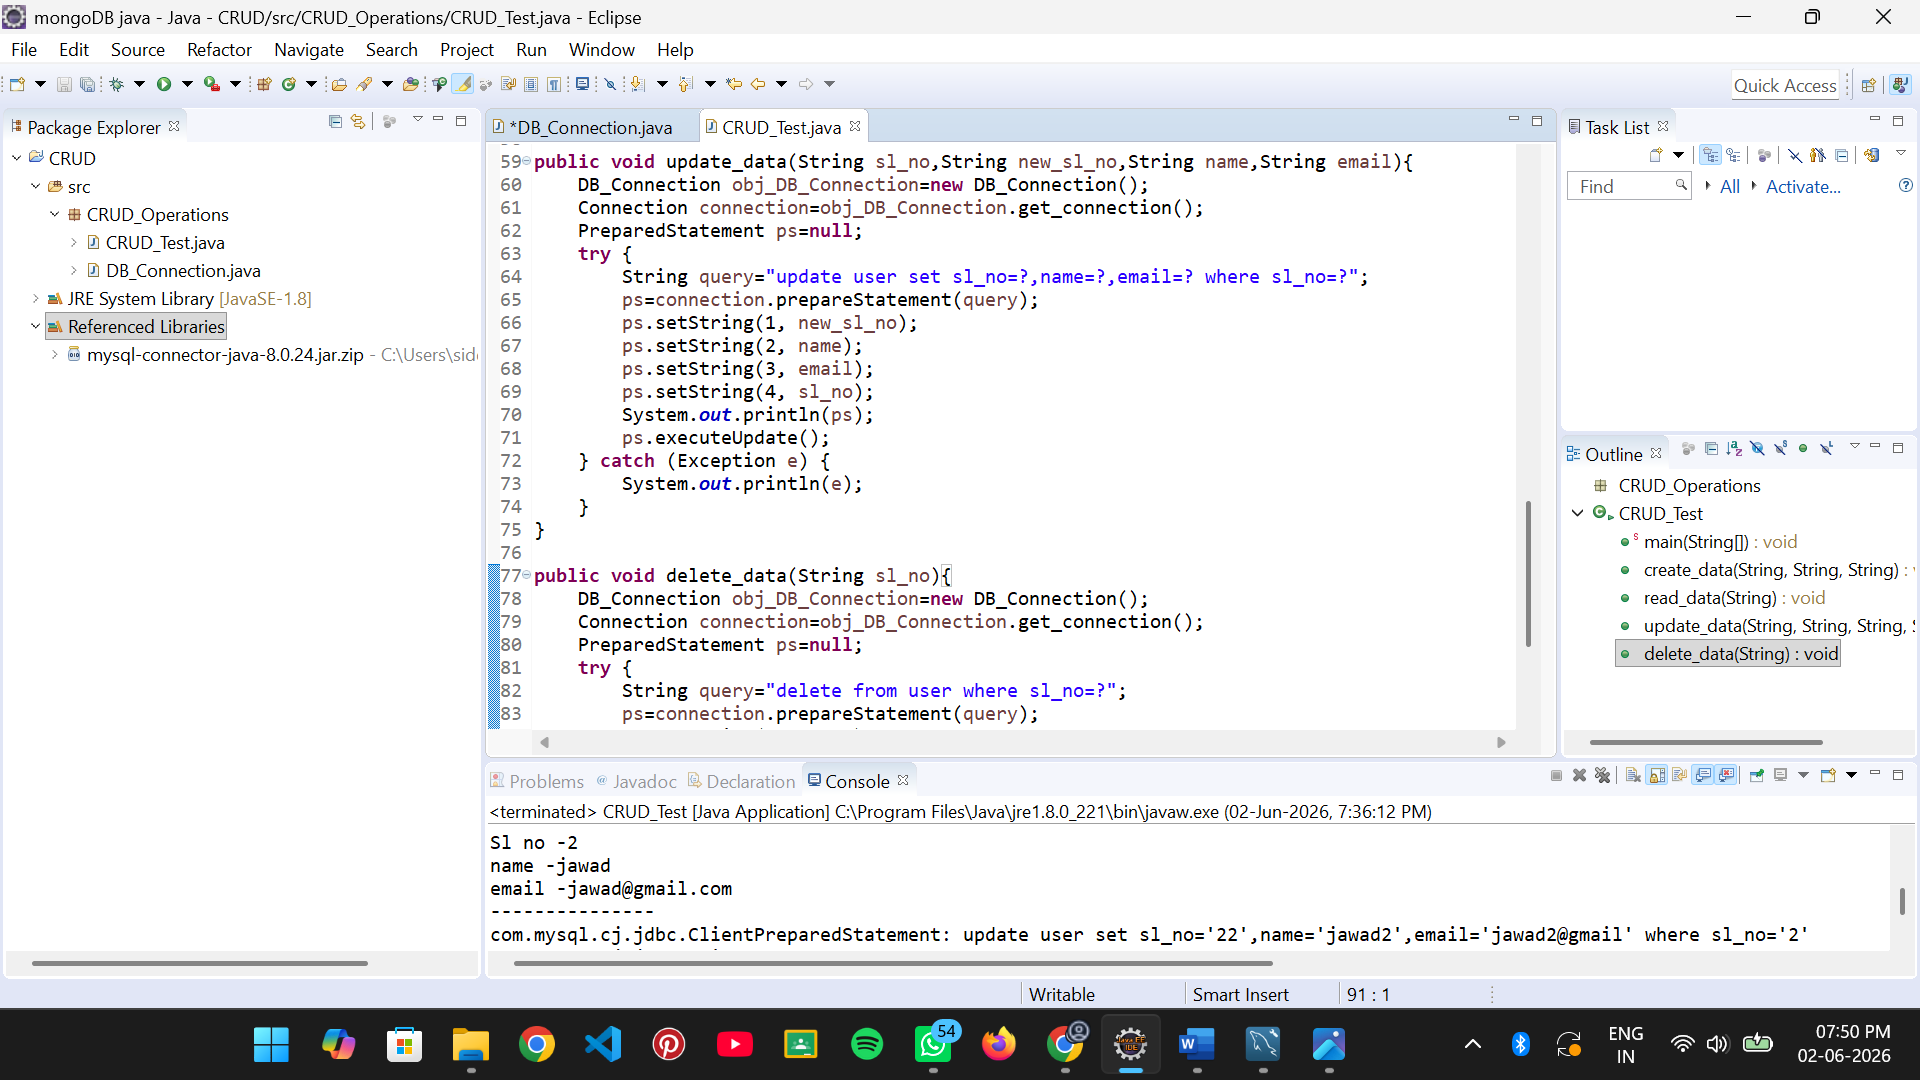 mongoDB java - Java - CRUD/src/CRUD_Operations/CRUD_Test.java - Eclipse
File Edit Source Refactor Navigate Search Project Run Window Help
Quick Access
Package Explorer
CRUD
src
CRUD_Operations
CRUD_Test.java
DB_Connection.java
JRE System Library [JavaSE-1.8]
Referenced Libraries
mysql-connector-java-8.0.24.jar.zip - C:\Users\sid
*DB_Connection.java
CRUD_Test.java
59 public void update_data(String sl_no,String new_sl_no,String name,String email){
60 DB_Connection obj_DB_Connection=new DB_Connection();
61 Connection connection=obj_DB_Connection.get_connection();
62 PreparedStatement ps=null;
63 try {
64 String query="update user set sl_no=?,name=?,email=? where sl_no=?";
65 ps=connection.prepareStatement(query);
66 ps.setString(1, new_sl_no);
67 ps.setString(2, name);
68 ps.setString(3, email);
69 ps.setString(4, sl_no);
70 System.out.println(ps);
71 ps.executeUpdate();
72 } catch (Exception e) {
73 System.out.println(e);
74 }
75 }
76
77 public void delete_data(String sl_no){
78 DB_Connection obj_DB_Connection=new DB_Connection();
79 Connection connection=obj_DB_Connection.get_connection();
80 PreparedStatement ps=null;
81 try {
82 String query="delete from user where sl_no=?";
83 ps=connection.prepareStatement(query);
Task List
Find
All
Activate...
Outline
CRUD_Operations
CRUD_Test
main(String[]) : void
create_data(String, String, String) :
read_data(String) : void
update_data(String, String, String,
delete_data(String) : void
Problems
Javadoc
Declaration
Console
<terminated> CRUD_Test [Java Application] C:\Program Files\Java\jre1.8.0_221\bin\javaw.exe (02-Jun-2026, 7:36:12 PM)
Sl no -2
name -jawad
email -jawad@gmail.com
---------------
com.mysql.cj.jdbc.ClientPreparedStatement: update user set sl_no='22',name='jawad2',email='jawad2@gmail' where sl_no='2'
Writable
Smart Insert
91 : 1
54
ENG
IN
07:50 PM
02-06-2026